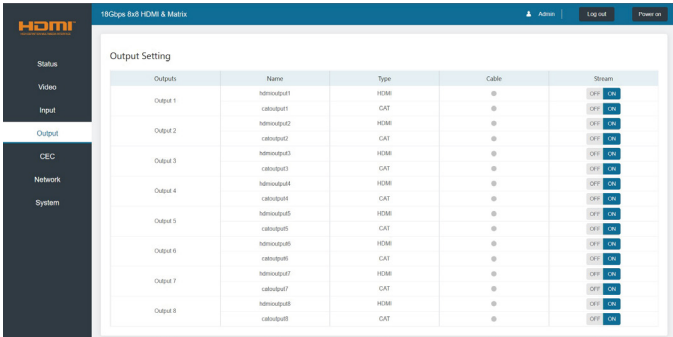 HDMI
18Gbps 8x8 HDMI & Matrix
Admin
Log out
Power on
Status
Video
Input
Output
CEC
Network
System
Output Setting
Outputs Name Type Cable Stream
Output 1
hdmioutput1 HDMI OFF ON
catoutput1 CAT OFF ON
Output 2
hdmioutput2 HDMI OFF ON
catoutput2 CAT OFF ON
Output 3
hdmioutput3 HDMI OFF ON
catoutput3 CAT OFF ON
Output 4
hdmioutput4 HDMI OFF ON
catoutput4 CAT OFF ON
Output 5
hdmioutput5 HDMI OFF ON
catoutput5 CAT OFF ON
Output 6
hdmioutput6 HDMI OFF ON
catoutput6 CAT OFF ON
Output 7
hdmioutput7 HDMI OFF ON
catoutput7 CAT OFF ON
Output 8
hdmioutput8 HDMI OFF ON
catoutput8 CAT OFF ON